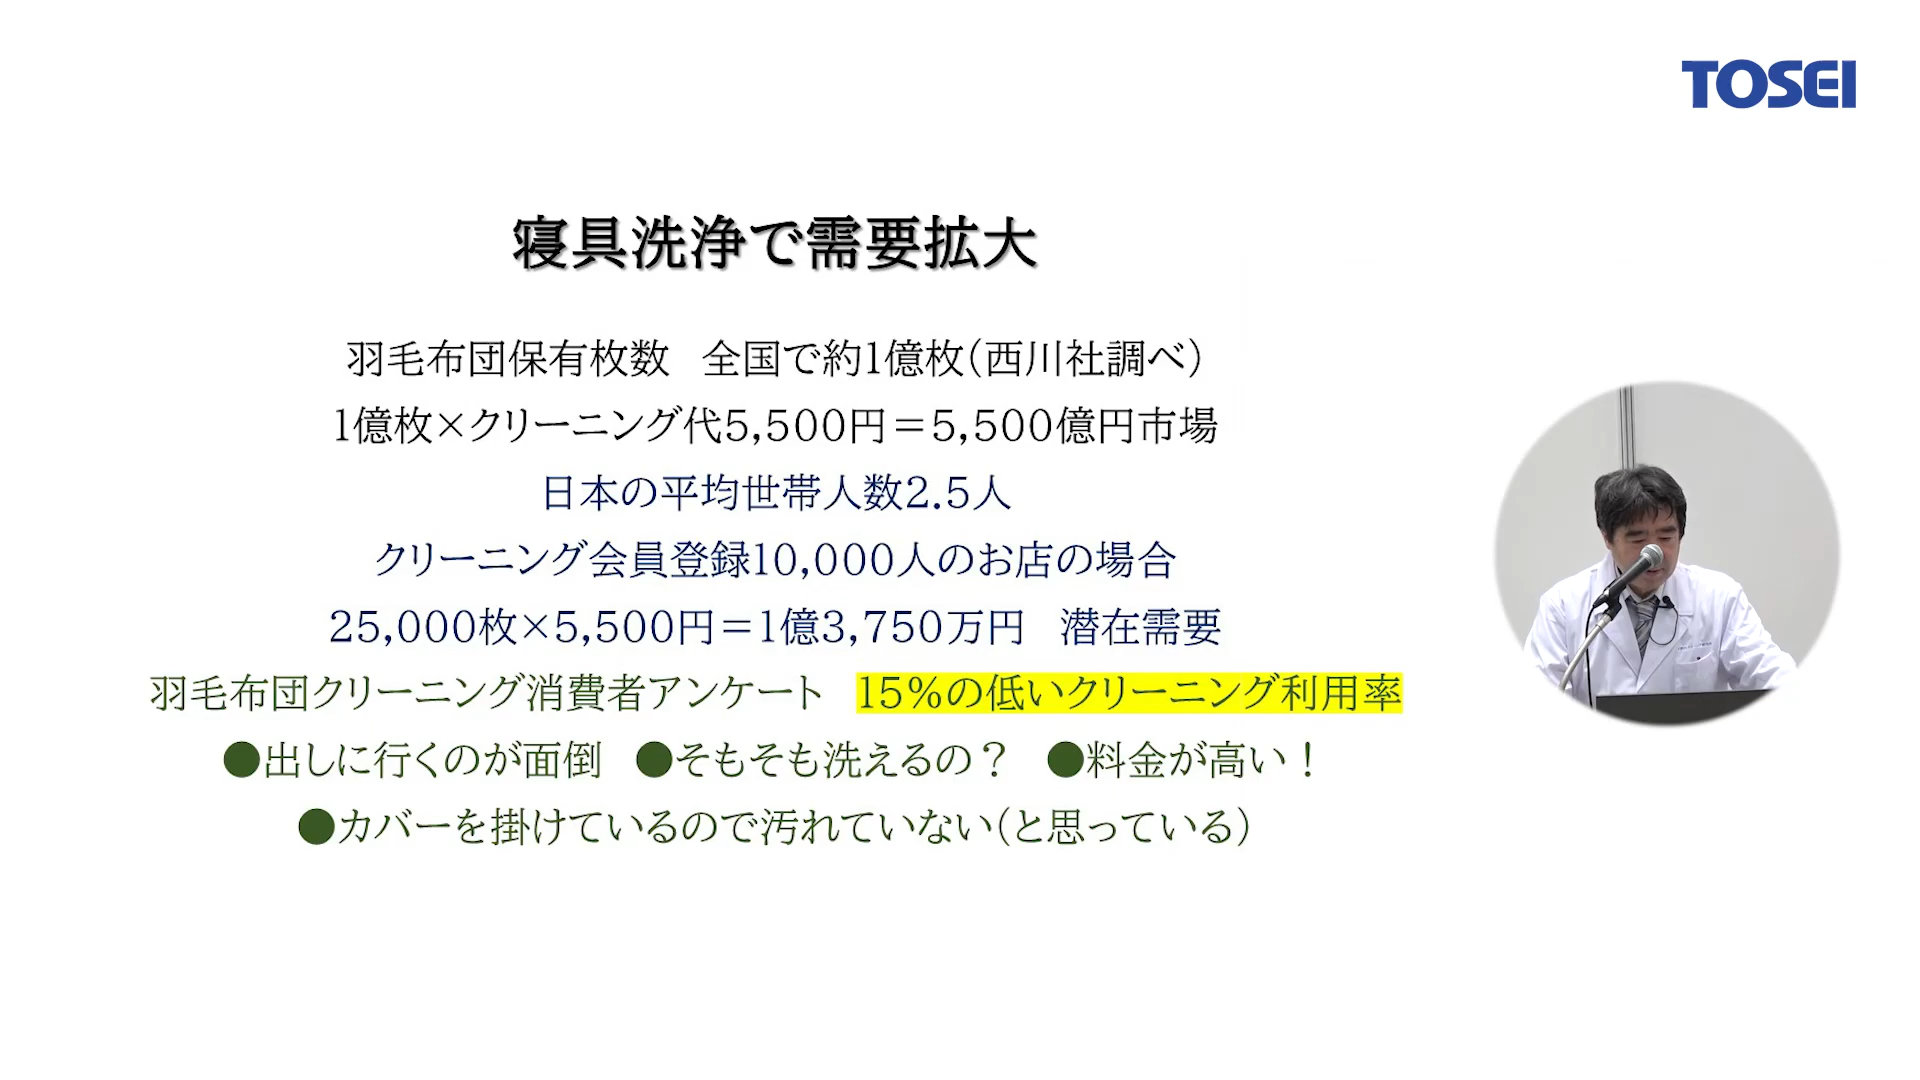 TOSEI
寝具洗浄で需要拡大
羽毛布団保有枚数 全国で約1億枚(西川社調べ)
1億枚×クリーニング代5,500円＝5,500億円市場
日本の平均世帯人数2.5人
クリーニング会員登録10,000人のお店の場合
25,000枚×5,500円＝1億3,750万円 潜在需要
羽毛布団クリーニング消費者アンケート 15%の低いクリーニング利用率
●出しに行くのが面倒 ●そもそも洗えるの？ ●料金が高い！
●カバーを掛けているので汚れていない(と思っている)